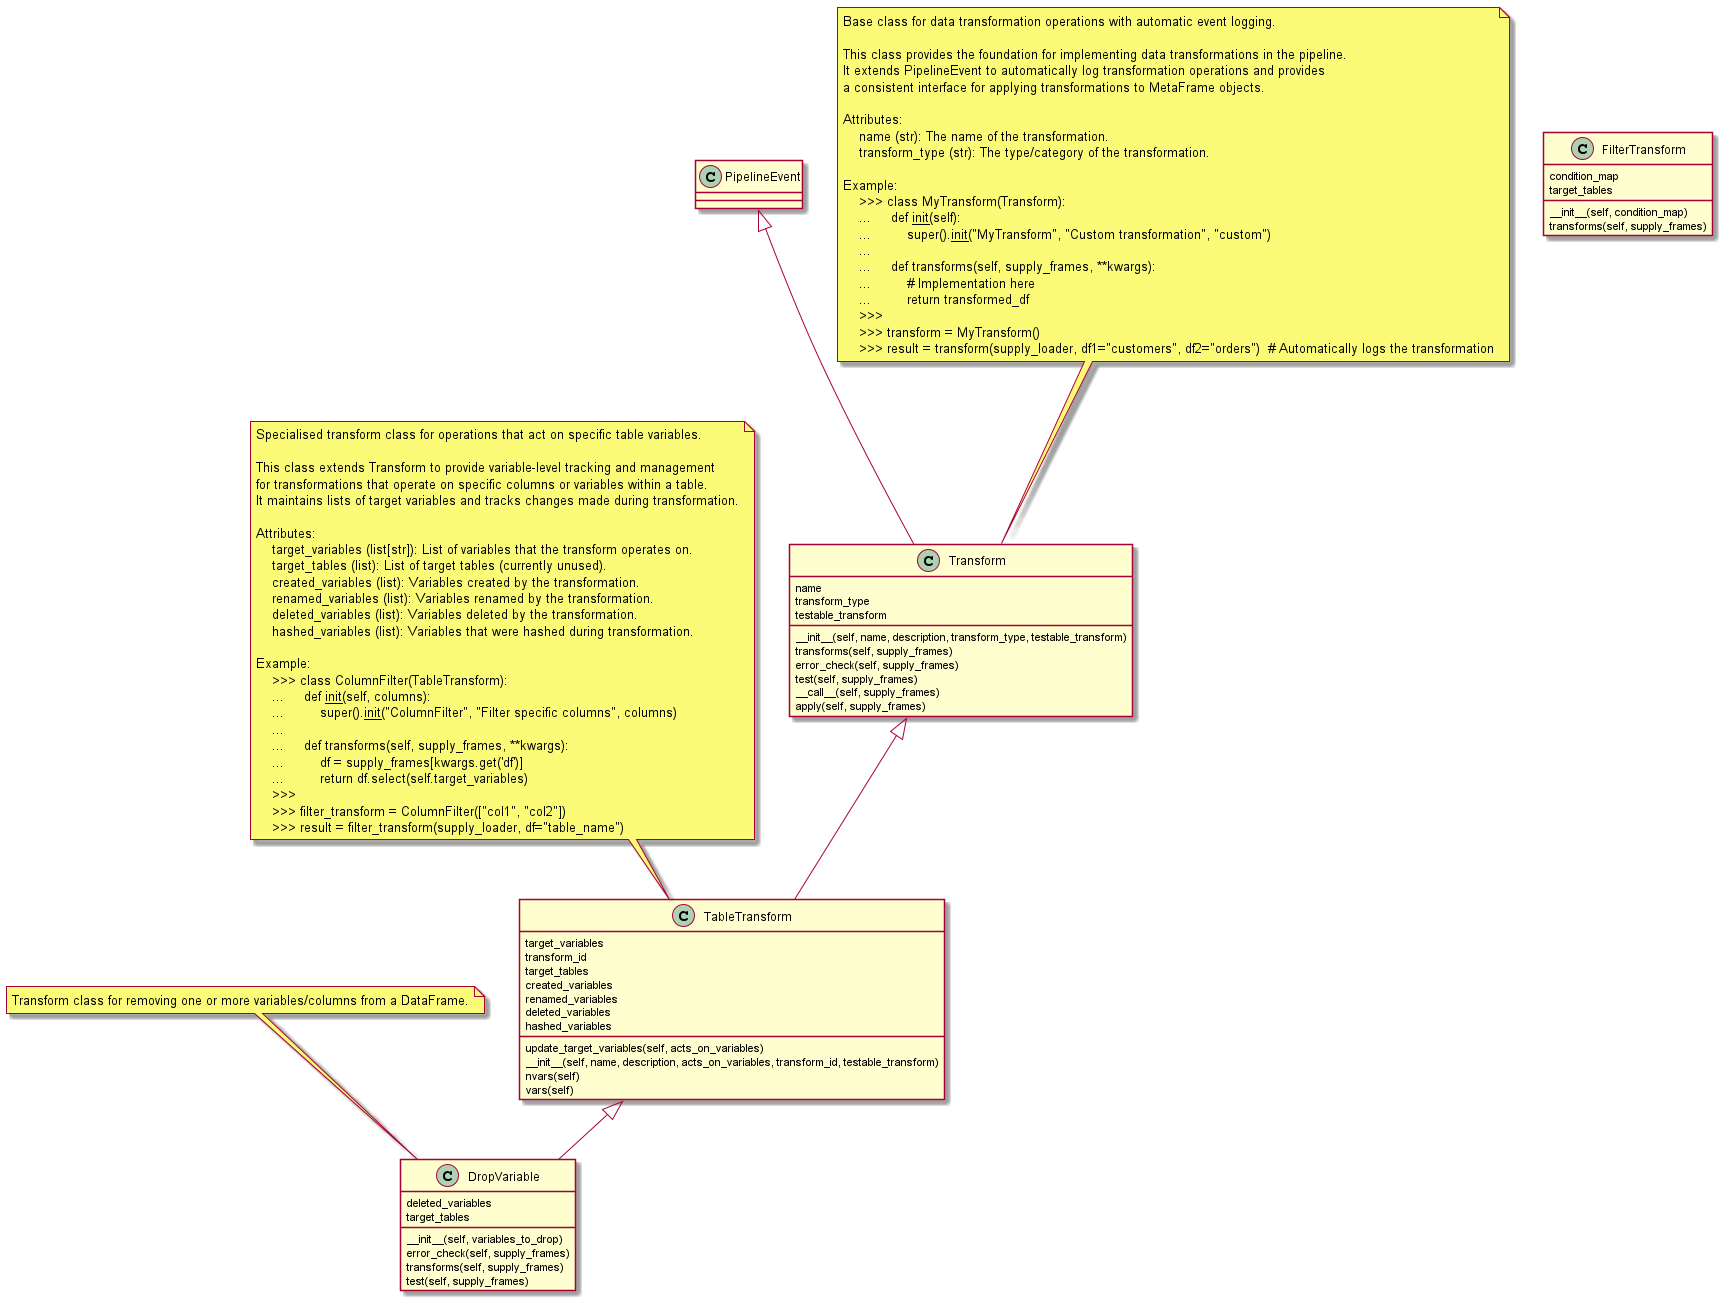 Base class for data transformation operations with automatic event logging.
This class provides the foundation for implementing data transformations in the pipeline.
It extends PipelineEvent to automatically log transformation operations and provides
a consistent interface for applying transformations to MetaFrame objects.
Attributes:
name (str): The name of the transformation.
transform_type (str): The type/category of the transformation.
Example:
>>> class MyTransform(Transform):
... def init(self):
... super().init("MyTransform", "Custom transformation", "custom")
...
... def transforms(self, supply_frames, **kwargs):
... # Implementation here
... return transformed_df
>>>
>>> transform = MyTransform()
>>> result = transform(supply_loader, df1="customers", df2="orders") # Automatically logs the transformation
C PipelineEvent
C FilterTransform
condition_map
target_tables
__init__(self, condition_map)
transforms(self, supply_frames)
Specialised transform class for operations that act on specific table variables.
This class extends Transform to provide variable-level tracking and management
for transformations that operate on specific columns or variables within a table.
It maintains lists of target variables and tracks changes made during transformation.
Attributes:
target_variables (list[str]): List of variables that the transform operates on.
target_tables (list): List of target tables (currently unused).
created_variables (list): Variables created by the transformation.
renamed_variables (list): Variables renamed by the transformation.
deleted_variables (list): Variables deleted by the transformation.
hashed_variables (list): Variables that were hashed during transformation.
Example:
>>> class ColumnFilter(TableTransform):
... def init(self, columns):
... super().init("ColumnFilter", "Filter specific columns", columns)
...
... def transforms(self, supply_frames, **kwargs):
... df = supply_frames[kwargs.get('df')]
... return df.select(self.target_variables)
>>>
>>> filter_transform = ColumnFilter(["col1", "col2"])
>>> result = filter_transform(supply_loader, df="table_name")
C Transform
name
transform_type
testable_transform
__init__(self, name, description, transform_type, testable_transform)
transforms(self, supply_frames)
error_check(self, supply_frames)
test(self, supply_frames)
__call__(self, supply_frames)
apply(self, supply_frames)
C TableTransform
target_variables
transform_id
target_tables
created_variables
renamed_variables
deleted_variables
hashed_variables
update_target_variables(self, acts_on_variables)
__init__(self, name, description, acts_on_variables, transform_id, testable_transform)
nvars(self)
vars(self)
Transform class for removing one or more variables/columns from a DataFrame.
C DropVariable
deleted_variables
target_tables
__init__(self, variables_to_drop)
error_check(self, supply_frames)
transforms(self, supply_frames)
test(self, supply_frames)